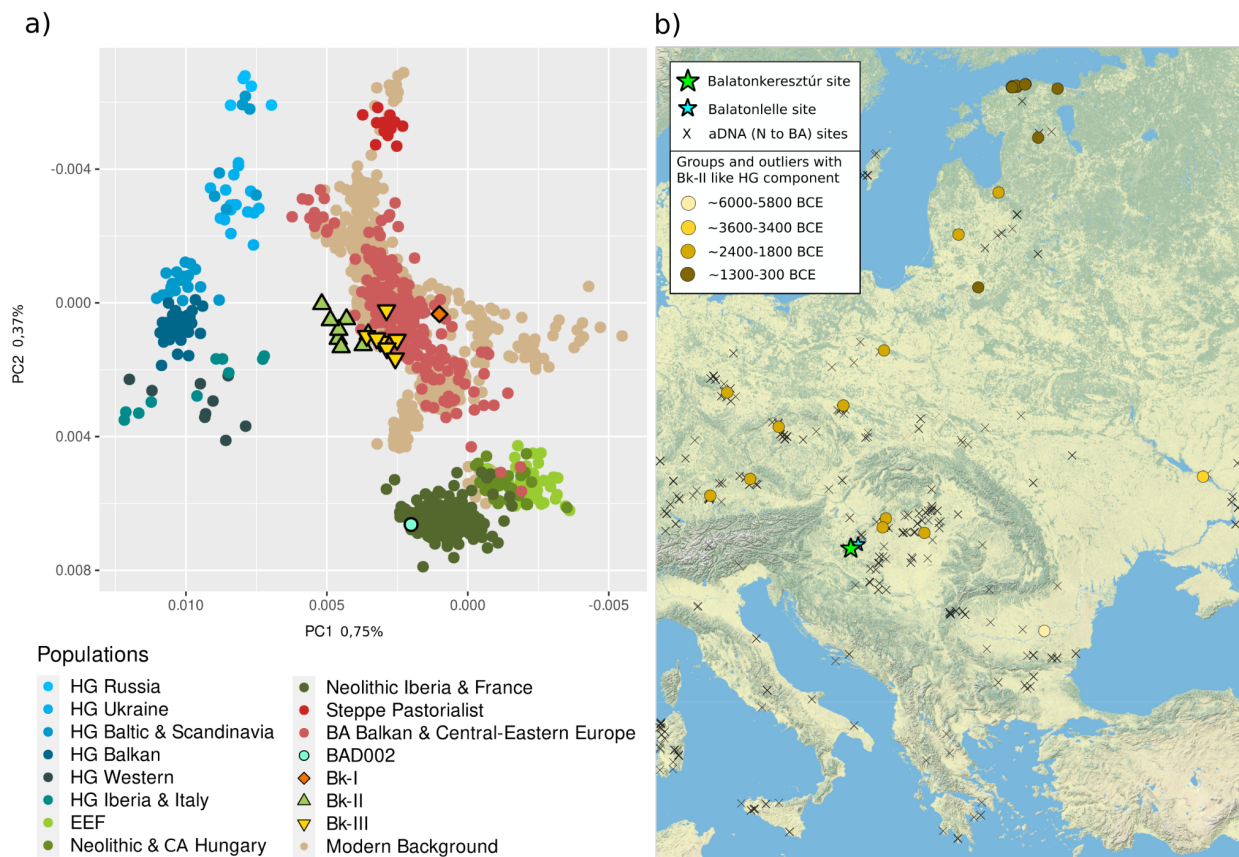 a)
-0.004
0.000
0.004
0.008
PC2 0,37%
0.010
0.005
0.000
-0.005
PC1 0,75%
Populations
HG Russia
HG Ukraine
HG Baltic & Scandinavia
HG Balkan
HG Western
HG Iberia & Italy
EEF
Neolithic & CA Hungary
Neolithic Iberia & France
Steppe Pastorialist
BA Balkan & Central-Eastern Europe
BAD002
Bk-I
Bk-II
Bk-III
Modern Background
b)
Balatonkeresztúr site
Balatonlelle site
aDNA (N to BA) sites
Groups and outliers with
Bk-II like HG component
~6000-5800 BCE
~3600-3400 BCE
~2400-1800 BCE
~1300-300 BCE